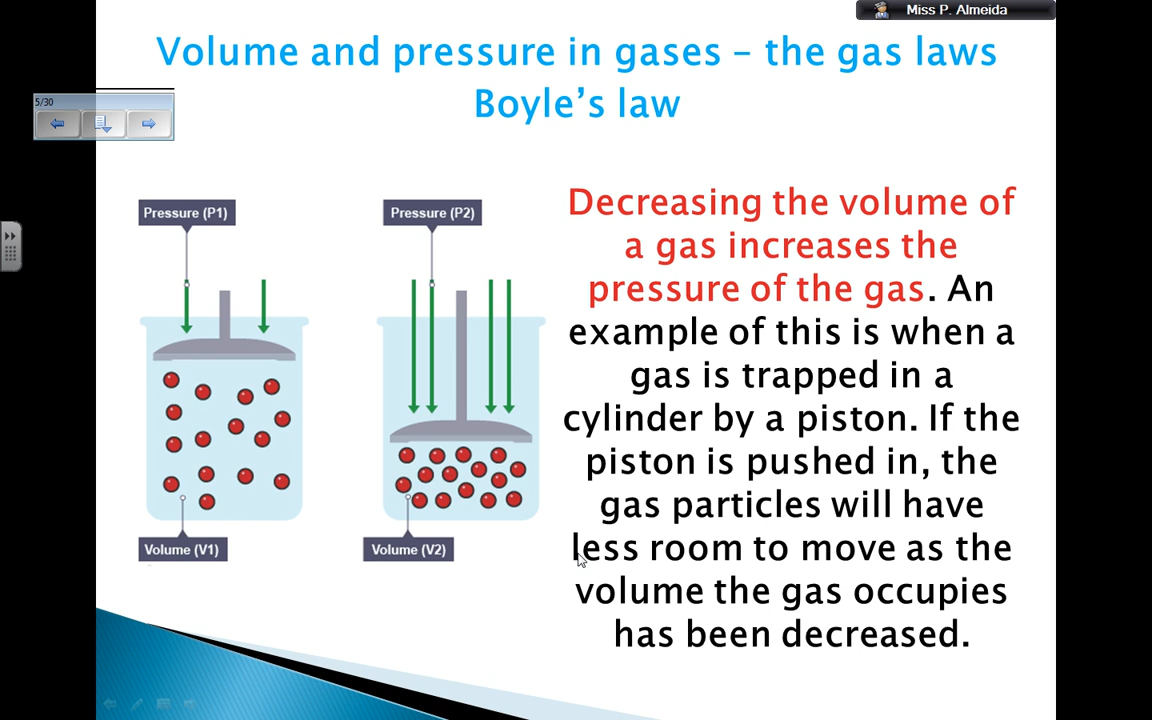 Miss P. Almeida
Volume and pressure in gases – the gas laws
Boyle’s law
5/30
Pressure (P1)
Pressure (P2)
Volume (V1)
Volume (V2)
Decreasing the volume of
a gas increases the
pressure of the gas. An
example of this is when a
gas is trapped in a
cylinder by a piston. If the
piston is pushed in, the
gas particles will have
less room to move as the
volume the gas occupies
has been decreased.